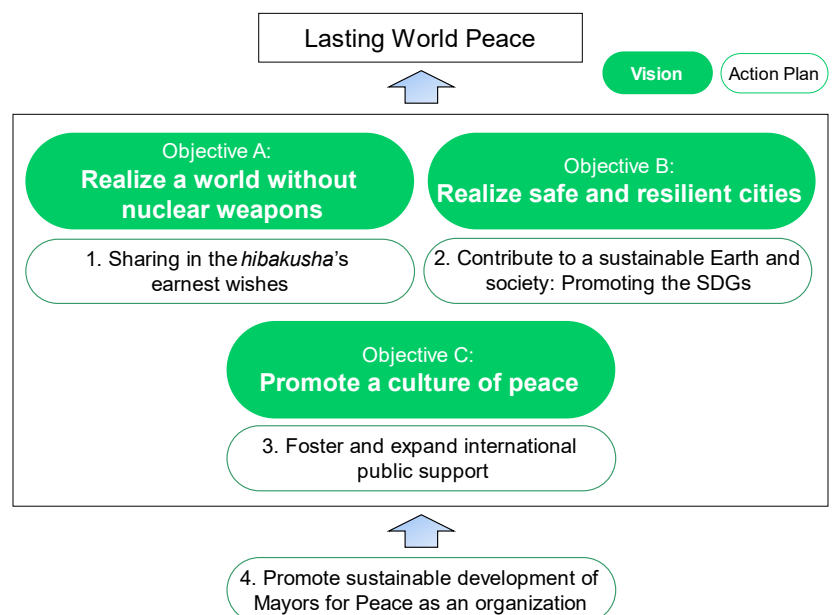 Lasting World Peace
Vision
Action Plan
Objective A:
Realize a world without
nuclear weapons
1. Sharing in the hibakusha's
earnest wishes
Objective B:
Realize safe and resilient cities
2. Contribute to a sustainable Earth and
society: Promoting the SDGs
Objective C:
Promote a culture of peace
3. Foster and expand international
public support
4. Promote sustainable development of
Mayors for Peace as an organization